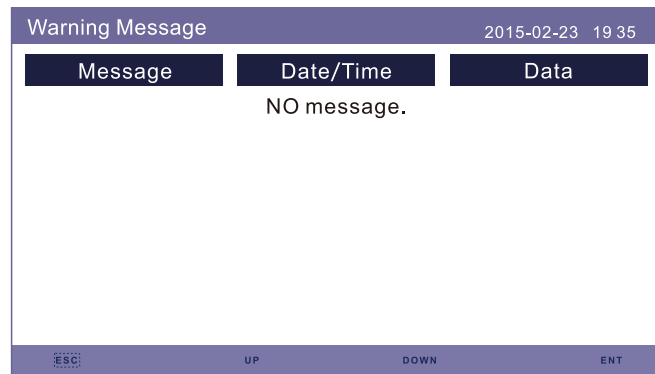 Warning Message 2015-02-23 19 35
Message Date/Time Data
NO message.
ESC UP DOWN ENT